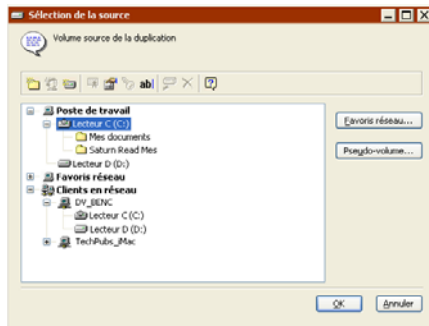 Sélection de la source
Volume source de la duplication
abl
Poste de travail
Lecteur C (C:)
Mes documents
Saturn Read Mes
Lecteur D (D:)
Favoris réseau
Clients en réseau
DV_BENC
Lecteur C (C:)
Lecteur D (D:)
TechPubs_iMac
Favoris réseau...
Pseudo-volume...
OK
Annuler